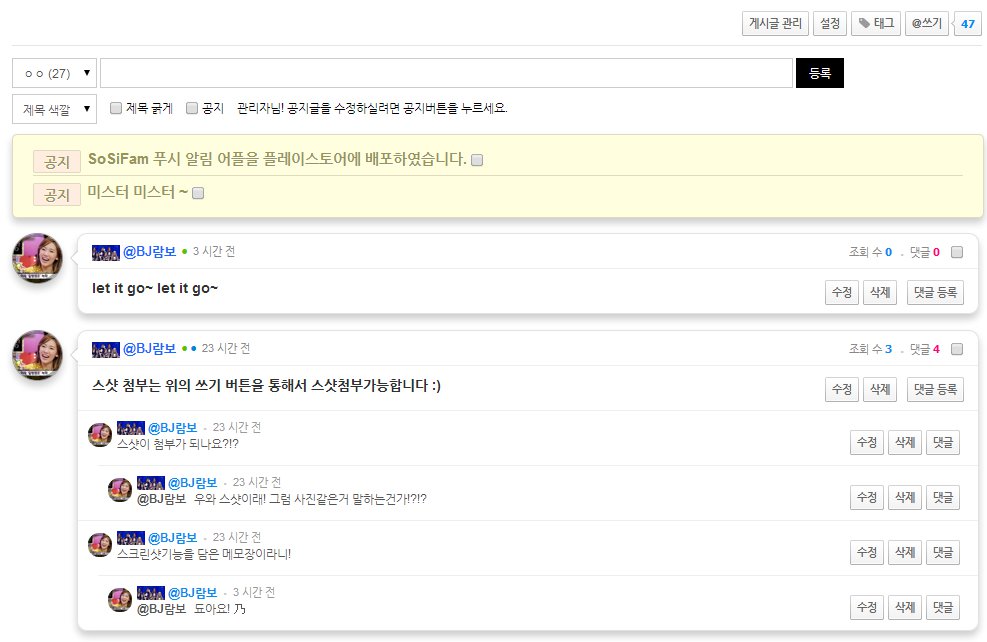 게시글 관리 설정 태그 @쓰기 47
ㅇㅇ (27) 등록
제목 색깔 제목 굵게 공지 관리자님! 공지글을 수정하실려면 공지버튼을 누르세요.
공지 SoSiFam 푸시 알림 어플을 플레이스토어에 배포하였습니다.
공지 미스터 미스터 ~
@BJ람보 3 시간 전 조회 수 0 댓글 0
let it go~ let it go~
수정 삭제 댓글 등록
@BJ람보 23 시간 전 조회 수 3 댓글 4
스샷 첨부는 위의 쓰기 버튼을 통해서 스샷첨부가능합니다 :)
수정 삭제 댓글 등록
@BJ람보 - 23 시간 전
스샷이 첨부가 되나요?!?
수정 삭제 댓글
@BJ람보 - 23 시간 전
@BJ람보 우와 스샷이래! 그럼 사진같은거 말하는건가!?!?
수정 삭제 댓글
@BJ람보 - 23 시간 전
스크린샷기능을 담은 메모장이라니!
수정 삭제 댓글
@BJ람보 - 3 시간 전
@BJ람보 됴아요! 乃
수정 삭제 댓글